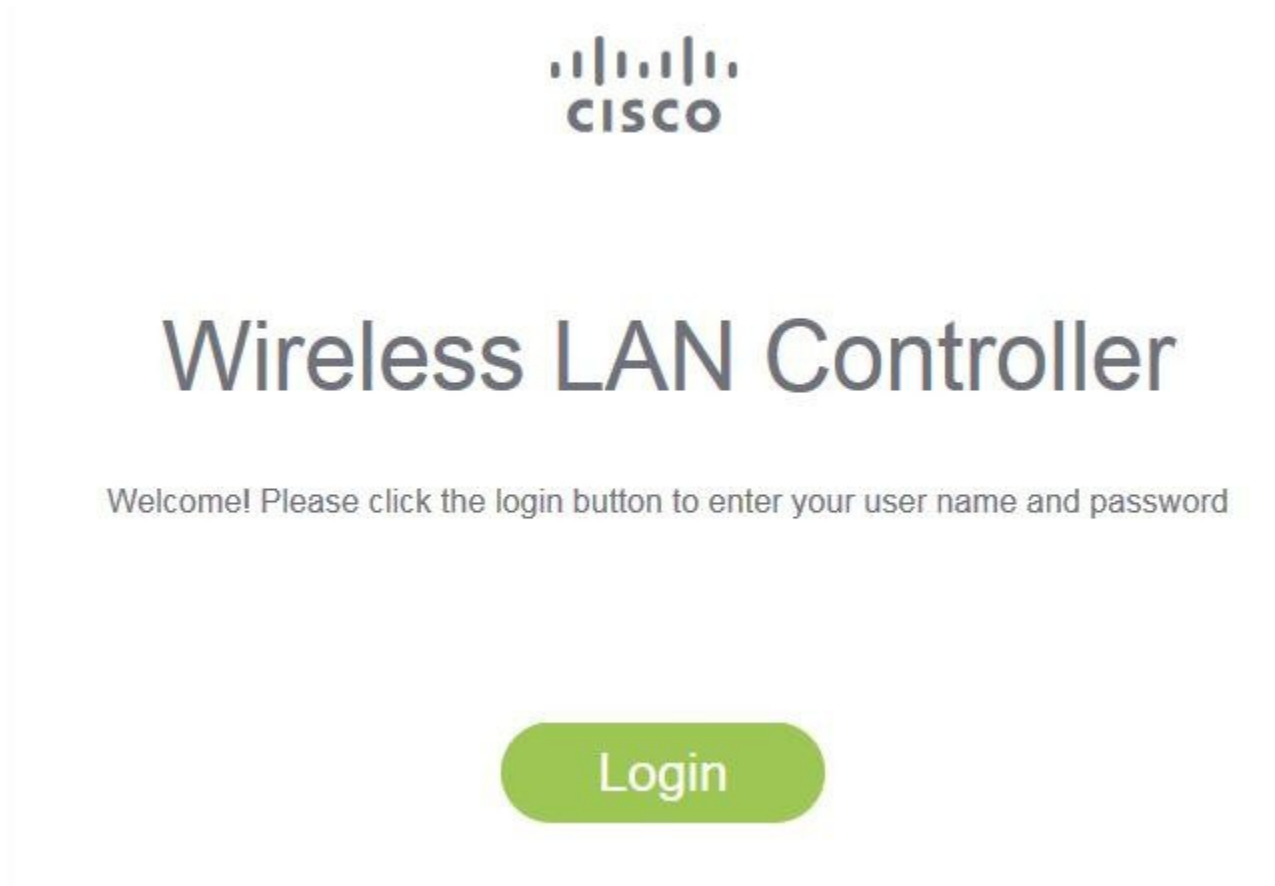 CISCO
Wireless LAN Controller
Welcome! Please click the login button to enter your user name and password
Login